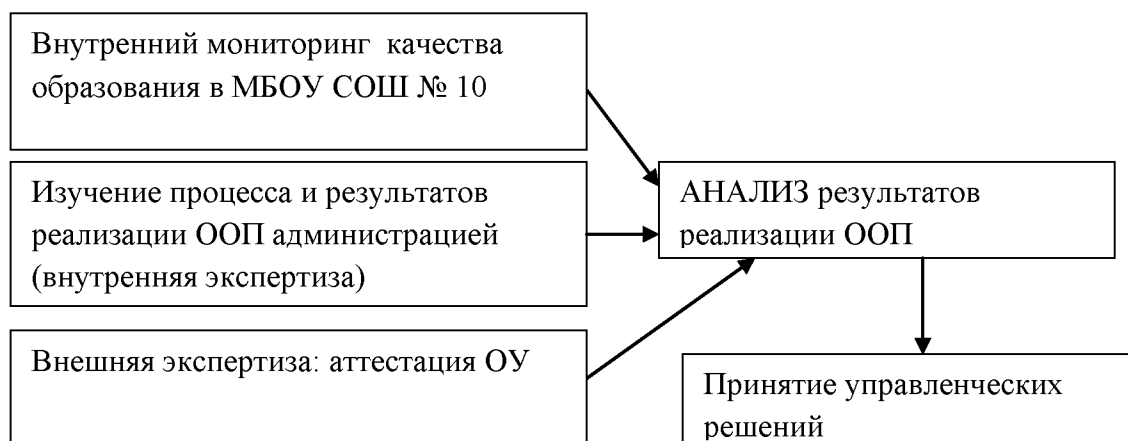 Внутренний мониторинг качества
образования в МБОУ СОШ № 10
Изучение процесса и результатов
реализации ООП администрацией
(внутренняя экспертиза)
Внешняя экспертиза: аттестация ОУ
АНАЛИЗ результатов
реализации ООП
Принятие управленческих
решений